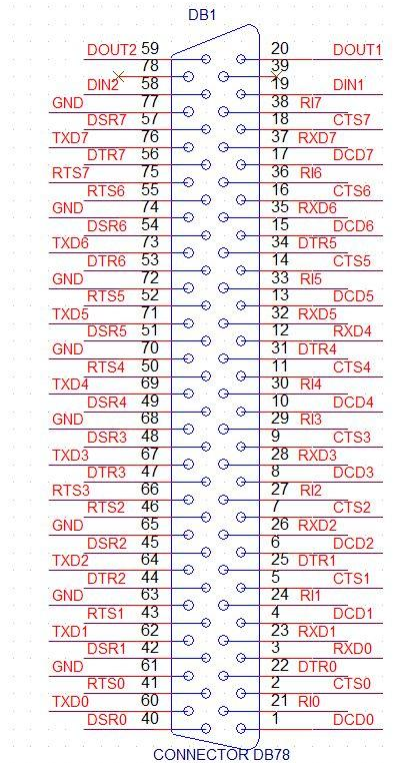 DB1
DOUT2 59 20 DOUT1
78 39
DIN2 58 19 DIN1
GND 77 38 RI7
DSR7 57 18 CTS7
TXD7 76 37 RXD7
DTR7 56 17 DCD7
RTS7 75 36 RI6
RTS6 55 16 CTS6
GND 74 35 RXD6
DSR6 54 15 DCD6
TXD6 73 34 DTR5
DTR6 53 14 CTS5
GND 72 33 RI5
RTS5 52 13 DCD5
TXD5 71 32 RXD5
DSR5 51 12 RXD4
GND 70 31 DTR4
RTS4 50 11 CTS4
TXD4 69 30 RI4
DSR4 49 10 DCD4
GND 68 29 RI3
DSR3 48 9 CTS3
TXD3 67 28 RXD3
DTR3 47 8 DCD3
RTS3 66 27 RI2
RTS2 46 7 CTS2
GND 65 26 RXD2
DSR2 45 6 DCD2
TXD2 64 25 DTR1
DTR2 44 5 CTS1
GND 63 24 RI1
RTS1 43 4 DCD1
TXD1 62 23 RXD1
DSR1 42 3 RXD0
GND 61 22 DTR0
RTS0 41 2 CTS0
TXD0 60 21 RI0
DSR0 40 1 DCD0
CONNECTOR DB78